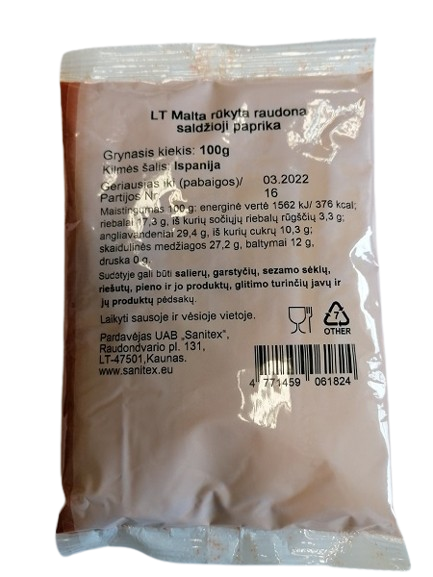 LT Malta rūkyta raudona
saldžioji paprika
Grynasis kiekis: 100g
Kilmės šalis: Ispanija
Geriausias iki (pabaigos)/ 03.2022
Partijos Nr. 16
Maistingumas 100 g: energinė vertė 1562 kJ/ 376 kcal;
riebalai 17,3 g, iš kurių sočiųjų riebalų rūgščių 3,3 g;
angliavandeniai 29,4 g, iš kurių cukrų 10,3 g;
skaidulinės medžiagos 27,2 g, baltymai 12 g,
druska 0 g.
Sudėtyje gali būti salierų, garstyčių, sezamo sėklų,
riešutų, pieno ir jo produktų, glitimo turinčių javų ir
jų produktų pėdsakų.
Laikyti sausoje ir vėsioje vietoje.
7
OTHER
Pardavėjas UAB „Sanitex",
Raudondvario pl. 131,
LT-47501,Kaunas.
www.sanitex.eu
4 771459 061824